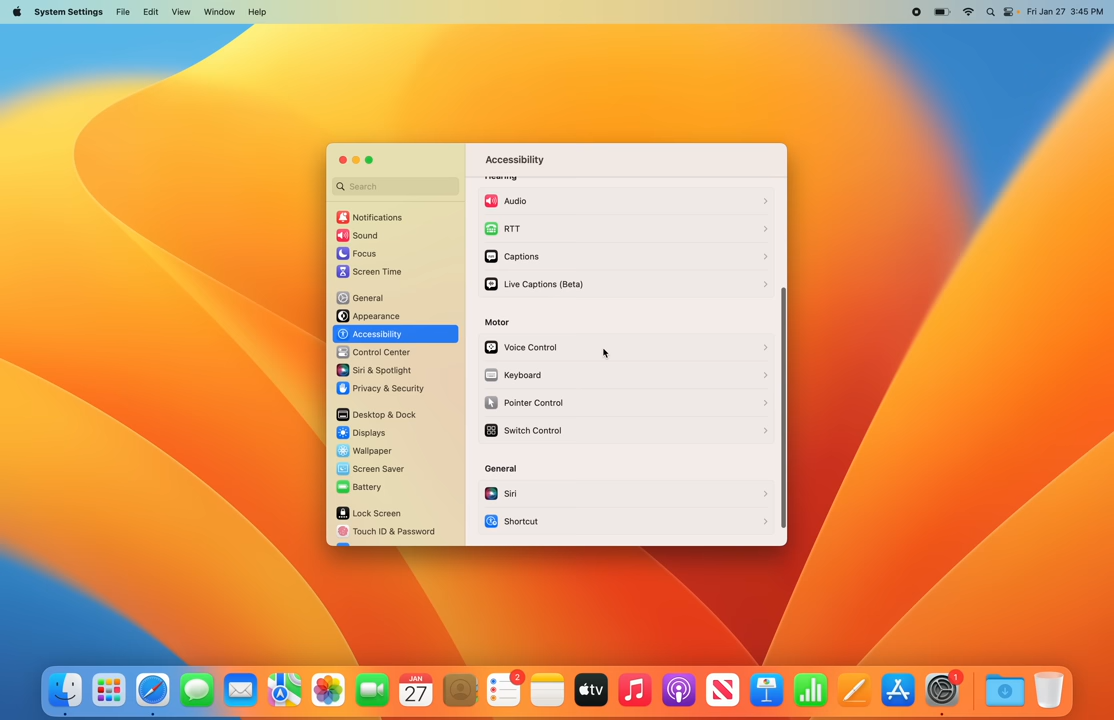 System Settings File Edit View Window Help Fri Jan 27 3:45 PM
Accessibility
Search
Notifications
Sound
Focus
Screen Time
General
Appearance
Accessibility
Control Center
Siri & Spotlight
Privacy & Security
Desktop & Dock
Displays
Wallpaper
Screen Saver
Battery
Lock Screen
Touch ID & Password
Hearing
Audio
RTT
Captions
Live Captions (Beta)
Motor
Voice Control
Keyboard
Pointer Control
Switch Control
General
Siri
Shortcut
JAN
27
2
tv
1